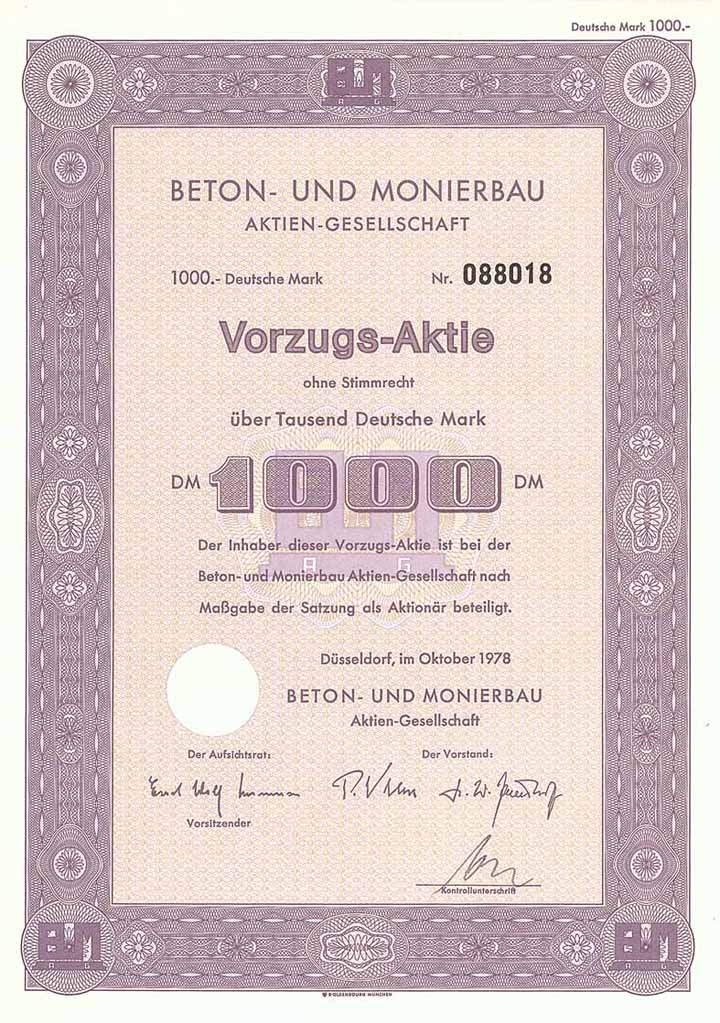 Deutsche Mark 1000.-
A G
BETON- UND MONIERBAU
AKTIEN-GESELLSCHAFT
1000.- Deutsche Mark Nr. 088018
Vorzugs-Aktie
ohne Stimmrecht
über Tausend Deutsche Mark
DM 1000 DM
Der Inhaber dieser Vorzugs-Aktie ist bei der
A G
Beton- und Monierbau Aktien-Gesellschaft nach
Maßgabe der Satzung als Aktionär beteiligt.
Düsseldorf, im Oktober 1978
BETON- UND MONIERBAU
Aktien-Gesellschaft
Der Aufsichtsrat: Der Vorstand:
Vorsitzender
Kontrollunterschrift
A G A G
R. OLDENBOURG MÜNCHEN